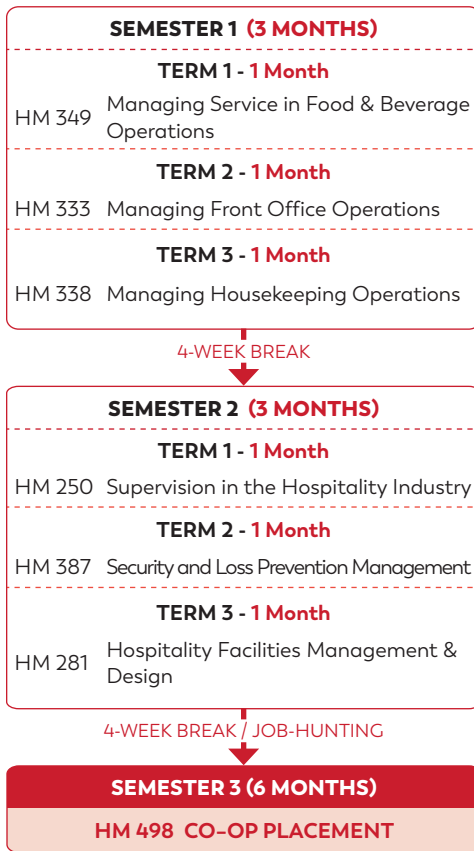 SEMESTER 1 (3 MONTHS)
TERM 1 - 1 Month
HM 349 Managing Service in Food & Beverage
Operations
TERM 2 - 1 Month
HM 333 Managing Front Office Operations
TERM 3 - 1 Month
HM 338 Managing Housekeeping Operations
4-WEEK BREAK
SEMESTER 2 (3 MONTHS)
TERM 1 - 1 Month
HM 250 Supervision in the Hospitality Industry
TERM 2 - 1 Month
HM 387 Security and Loss Prevention Management
TERM 3 - 1 Month
HM 281 Hospitality Facilities Management &
Design
4-WEEK BREAK / JOB-HUNTING
SEMESTER 3 (6 MONTHS)
HM 498 CO-OP PLACEMENT